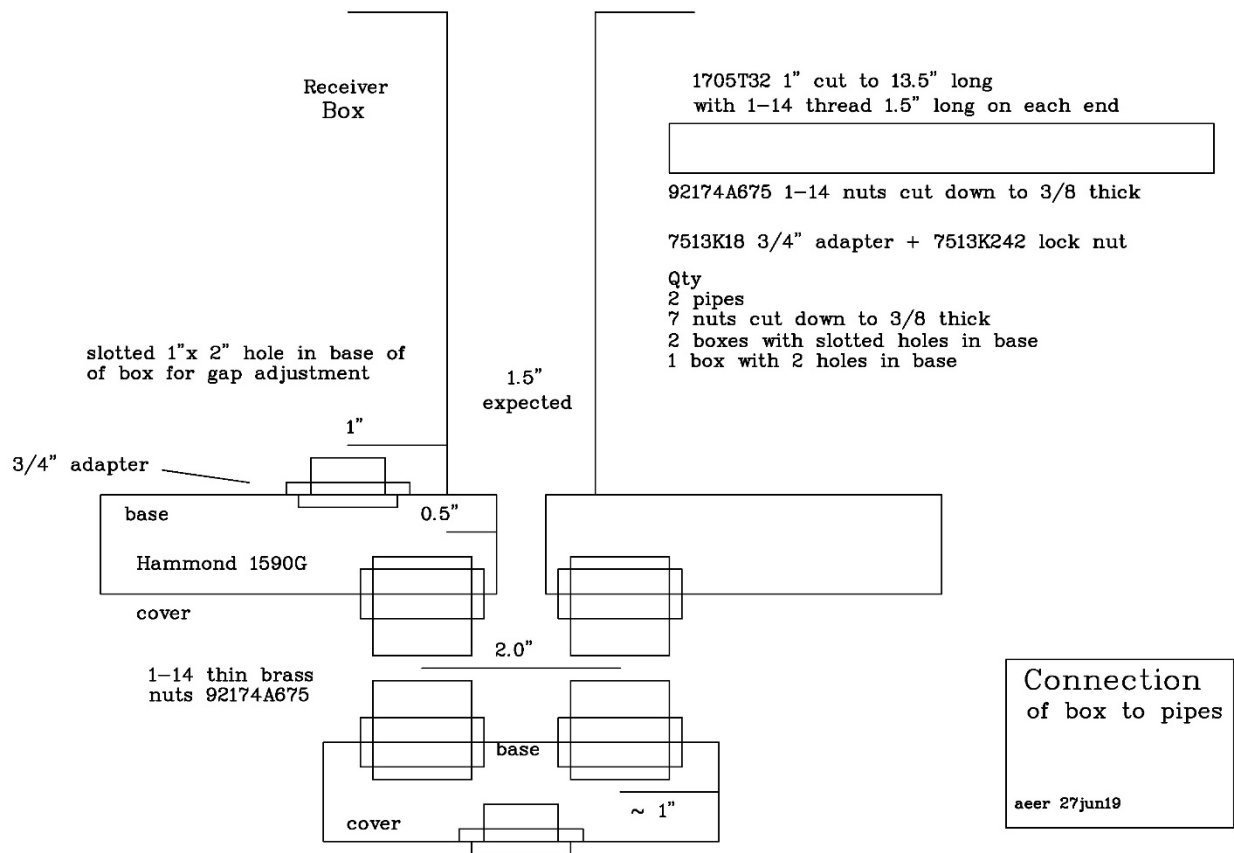 Receiver
Box
1705T32 1" cut to 13.5" long
with 1-14 thread 1.5" long on each end
92174A675 1-14 nuts cut down to 3/8 thick
7513K18 3/4" adapter + 7513K242 lock nut
Qty
2 pipes
7 nuts cut down to 3/8 thick
2 boxes with slotted holes in base
1 box with 2 holes in base
slotted 1"x 2" hole in base of
of box for gap adjustment
1.5"
expected
1"
3/4" adapter
base
0.5"
Hammond 1590G
cover
2.0"
1-14 thin brass
nuts 92174A675
base
~ 1"
cover
Connection
of box to pipes
aeer 27jun19